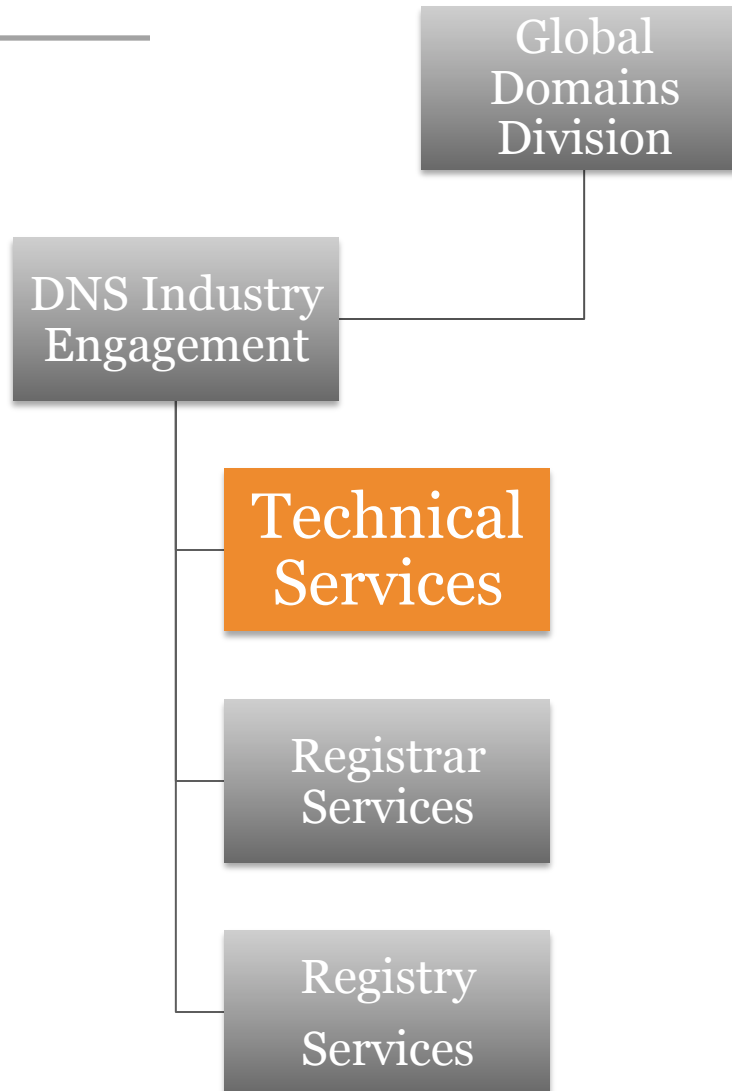 Global
Domains
Division
DNS Industry
Engagement
Technical
Services
Registrar
Services
Registry
Services